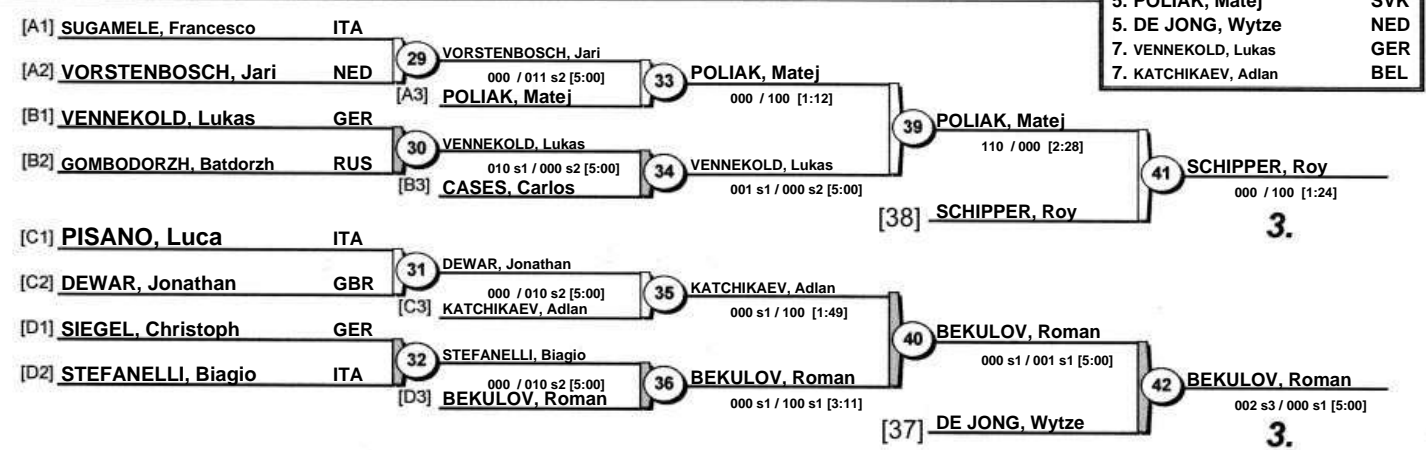 5. POLIAK, Matej SVK
5. DE JONG, Wytze NED
7. VENNEKOLD, Lukas GER
7. KATCHIKAEV, Adlan BEL
[A1] SUGAMELE, Francesco ITA
[A2] VORSTENBOSCH, Jari NED
29
VORSTENBOSCH, Jari
000 / 011 s2 [5:00]
[A3] POLIAK, Matej
33
POLIAK, Matej
000 / 100 [1:12]
[B1] VENNEKOLD, Lukas GER
[B2] GOMBODORZH, Batdorzh RUS
30
VENNEKOLD, Lukas
010 s1 / 000 s2 [5:00]
[B3] CASES, Carlos
34
VENNEKOLD, Lukas
001 s1 / 000 s2 [5:00]
39
POLIAK, Matej
110 / 000 [2:28]
[38] SCHIPPER, Roy
41
SCHIPPER, Roy
000 / 100 [1:24]
3.
[C1] PISANO, Luca ITA
[C2] DEWAR, Jonathan GBR
31
DEWAR, Jonathan
000 / 010 s2 [5:00]
[C3] KATCHIKAEV, Adlan
35
KATCHIKAEV, Adlan
000 s1 / 100 [1:49]
[D1] SIEGEL, Christoph GER
[D2] STEFANELLI, Biagio ITA
32
STEFANELLI, Biagio
000 / 010 s2 [5:00]
[D3] BEKULOV, Roman
36
BEKULOV, Roman
000 s1 / 100 s1 [3:11]
40
BEKULOV, Roman
000 s1 / 001 s1 [5:00]
[37] DE JONG, Wytze
42
BEKULOV, Roman
002 s3 / 000 s1 [5:00]
3.